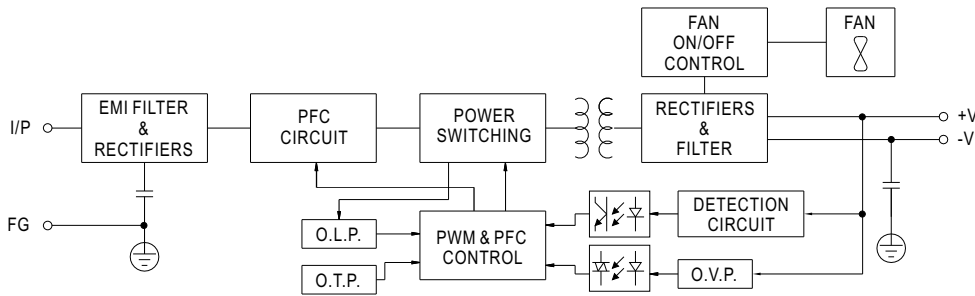 FAN
ON/OFF
CONTROL
FAN
I/P
EMI FILTER
&
RECTIFIERS
PFC
CIRCUIT
POWER
SWITCHING
RECTIFIERS
&
FILTER
+V
-V
FG
O.L.P.
O.T.P.
PWM & PFC
CONTROL
DETECTION
CIRCUIT
O.V.P.